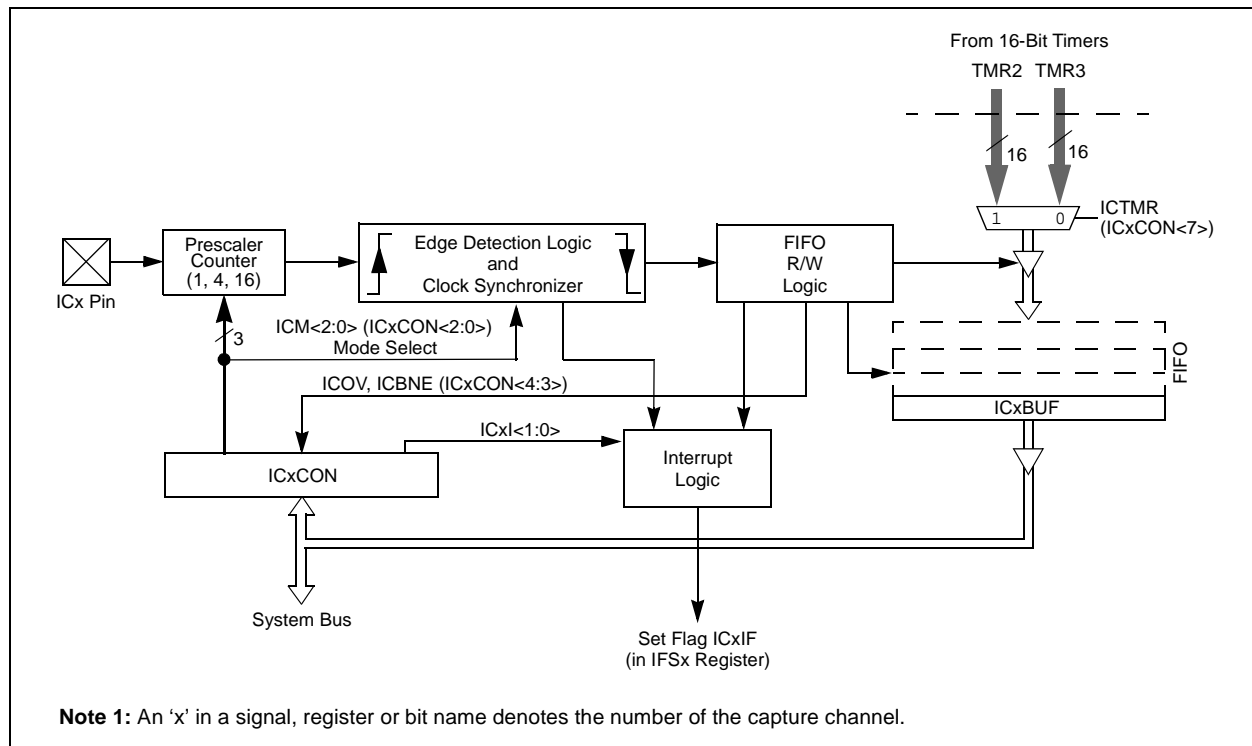 From 16-Bit Timers
TMR2 TMR3
16 16
1 0
ICTMR
(ICxCON<7>)
ICx Pin
Prescaler
Counter
(1, 4, 16)
Edge Detection Logic
and
Clock Synchronizer
FIFO
R/W
Logic
3
ICM<2:0> (ICxCON<2:0>)
Mode Select
FIFO
ICOV, ICBNE (ICxCON<4:3>)
ICxBUF
ICxI<1:0>
ICxCON
Interrupt
Logic
System Bus
Set Flag ICxIF
(in IFSx Register)
Note 1: An ‘x’ in a signal, register or bit name denotes the number of the capture channel.